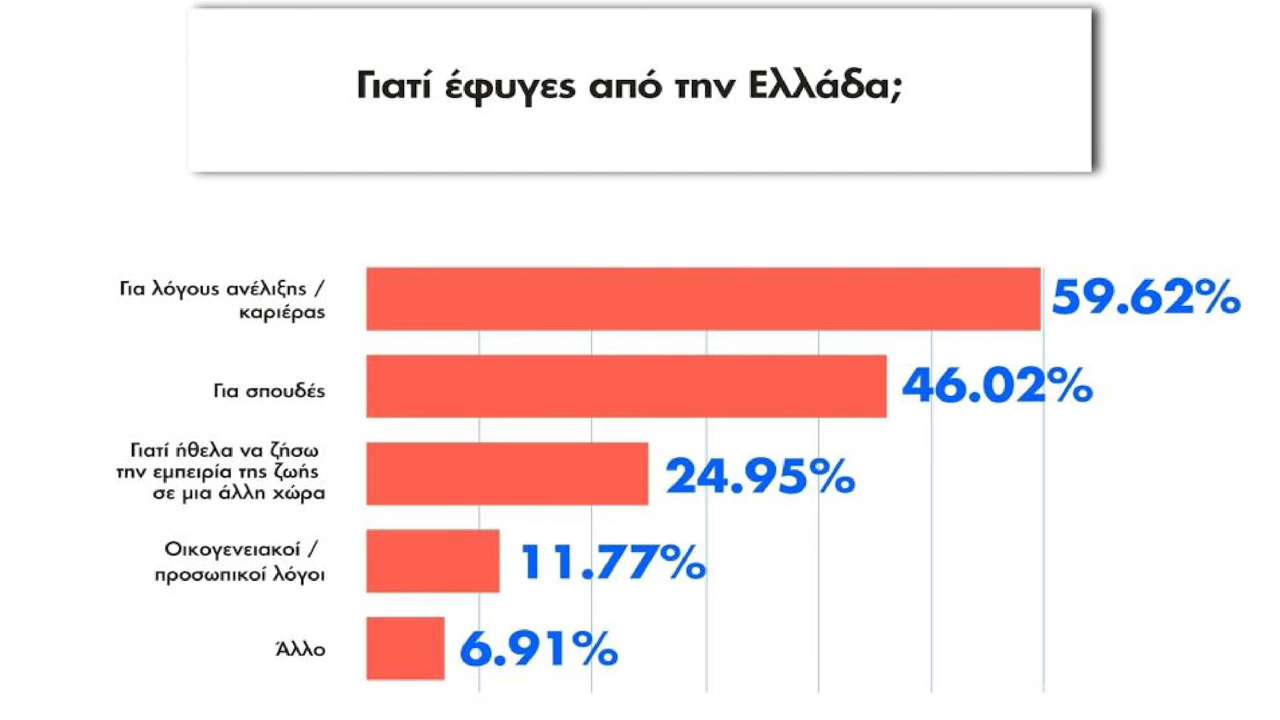 Γιατί έφυγες από την Ελλάδα;
Για λόγους ανέλιξης /
καριέρας
59.62%
Για σπουδές
46.02%
Γιατί ήθελα να ζήσω
την εμπειρία της ζωής
σε μια άλλη χώρα
24.95%
Οικογενειακοί /
προσωπικοί λόγοι
11.77%
Άλλο
6.91%